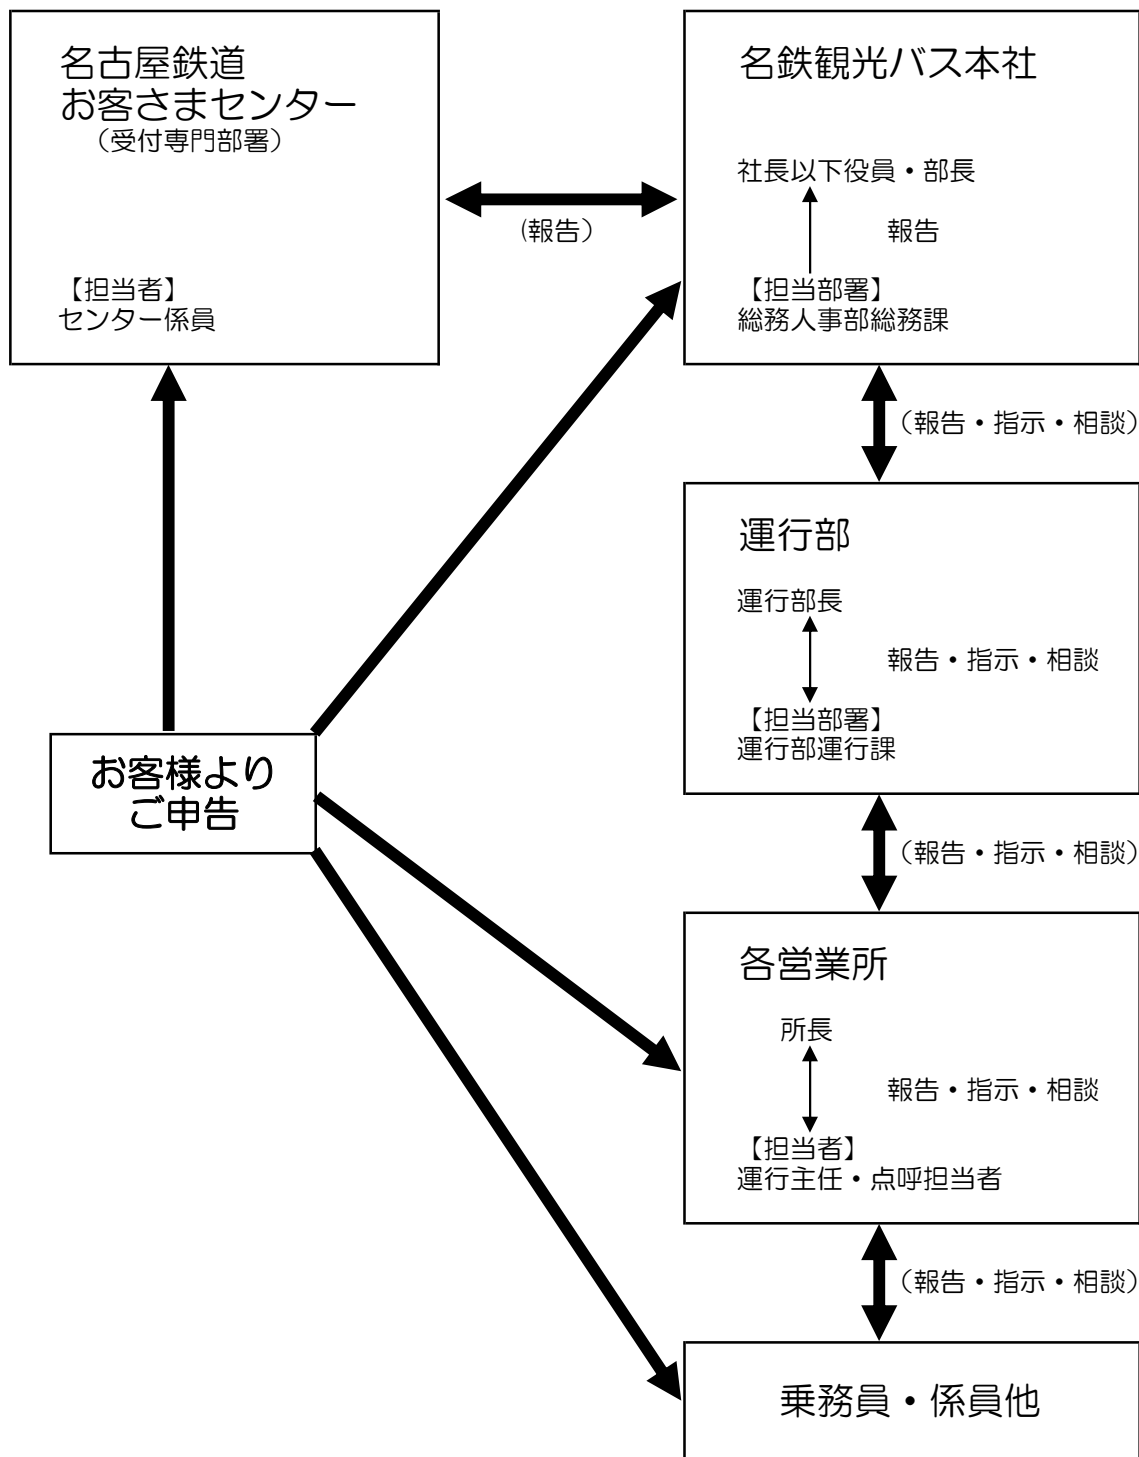 名古屋鉄道
お客さまセンター
（受付専門部署）
【担当者】
センター係員
(報告）
名鉄観光バス本社
社長以下役員・部長
報告
【担当部署】
総務人事部総務課
（報告・指示・相談）
運行部
運行部長
報告・指示・相談
【担当部署】
運行部運行課
お客様より
ご申告
（報告・指示・相談）
各営業所
所長
報告・指示・相談
【担当者】
運行主任・点呼担当者
（報告・指示・相談）
乗務員・係員他